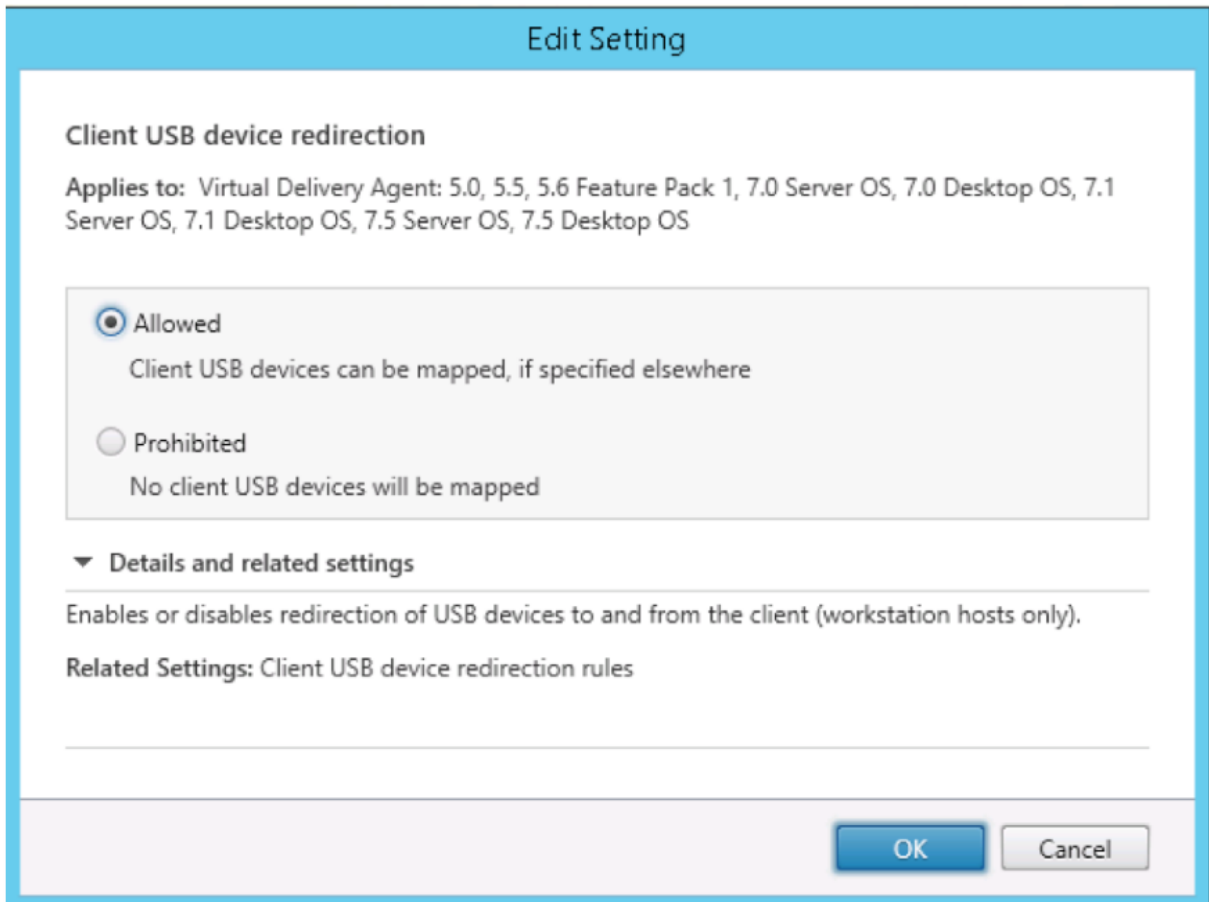 Edit Setting
Client USB device redirection
Applies to: Virtual Delivery Agent: 5.0, 5.5, 5.6 Feature Pack 1, 7.0 Server OS, 7.0 Desktop OS, 7.1
Server OS, 7.1 Desktop OS, 7.5 Server OS, 7.5 Desktop OS
Allowed
Client USB devices can be mapped, if specified elsewhere
Prohibited
No client USB devices will be mapped
Details and related settings
Enables or disables redirection of USB devices to and from the client (workstation hosts only).
Related Settings: Client USB device redirection rules
OK
Cancel